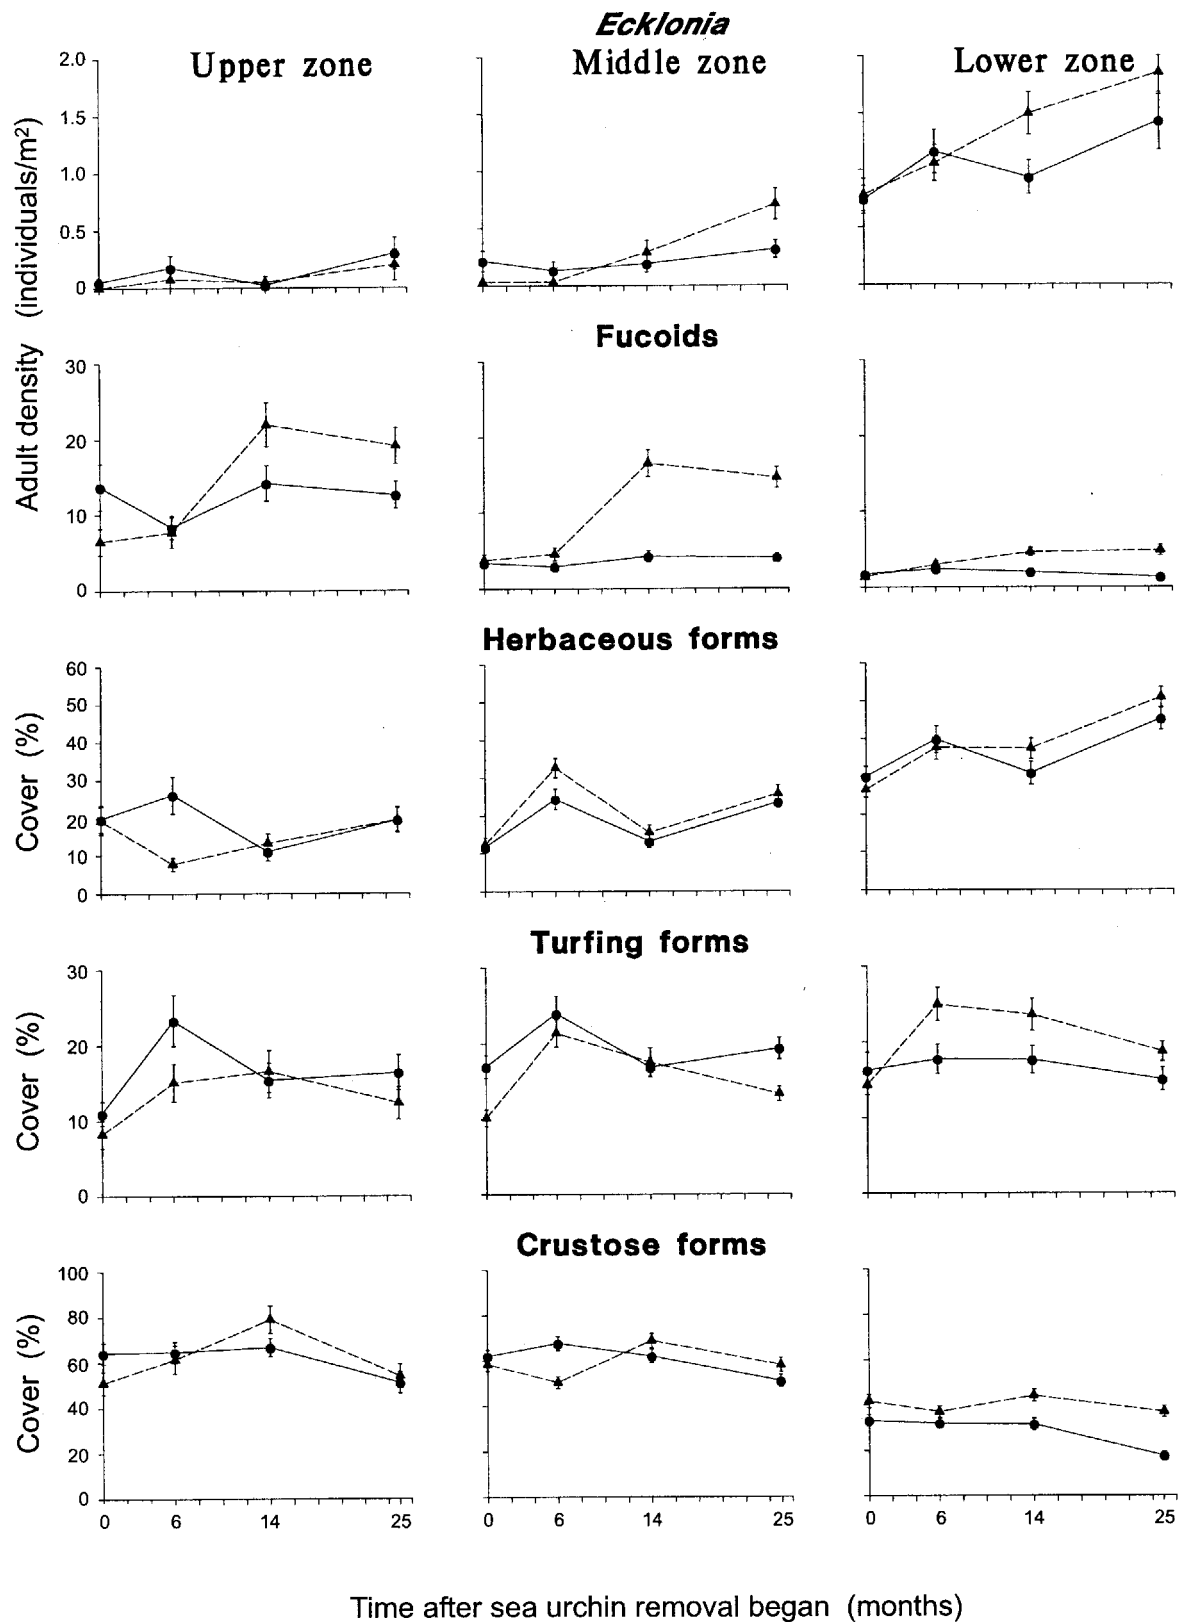 Ecklonia
Upper zone Middle zone Lower zone
Adult density (individuals/m²)
2.0
1.5
1.0
0.5
0
Fucoids
30
20
10
0
Herbaceous forms
Cover (%)
60
50
40
30
20
10
0
Turfing forms
Cover (%)
30
20
10
0
Crustose forms
Cover (%)
100
80
60
40
20
0
0 6 14 25 0 6 14 25 0 6 14 25
Time after sea urchin removal began (months)